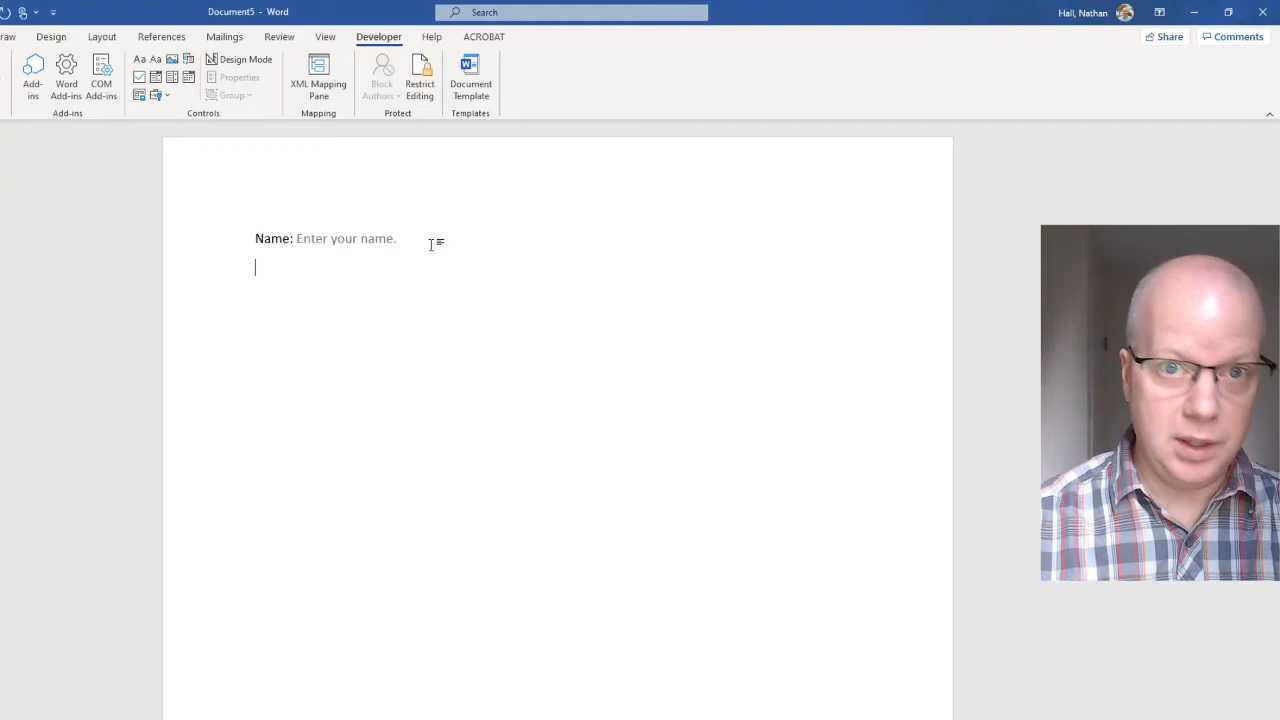 Document5 - Word
Search
Hall, Nathan
raw Design Layout References Mailings Review View Developer Help ACROBAT
Share Comments
Add-ins
Word Add-ins
COM Add-ins
Aa Aa
Design Mode
Properties
Group
XML Mapping Pane
Block Authors
Restrict Editing
Document Template
Add-ins
Controls
Mapping
Protect
Templates
Name: Enter your name.